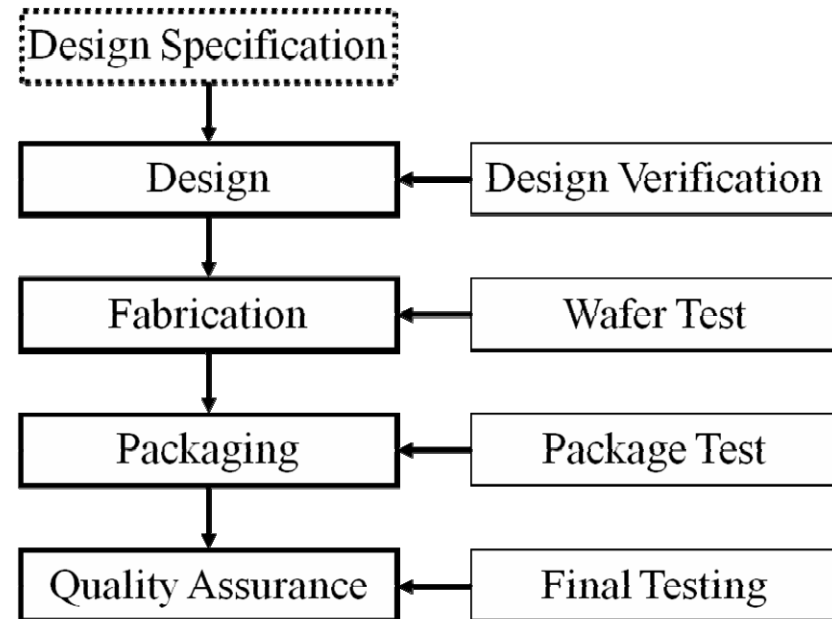 Design Specification
Design
Design Verification
Fabrication
Wafer Test
Packaging
Package Test
Quality Assurance
Final Testing